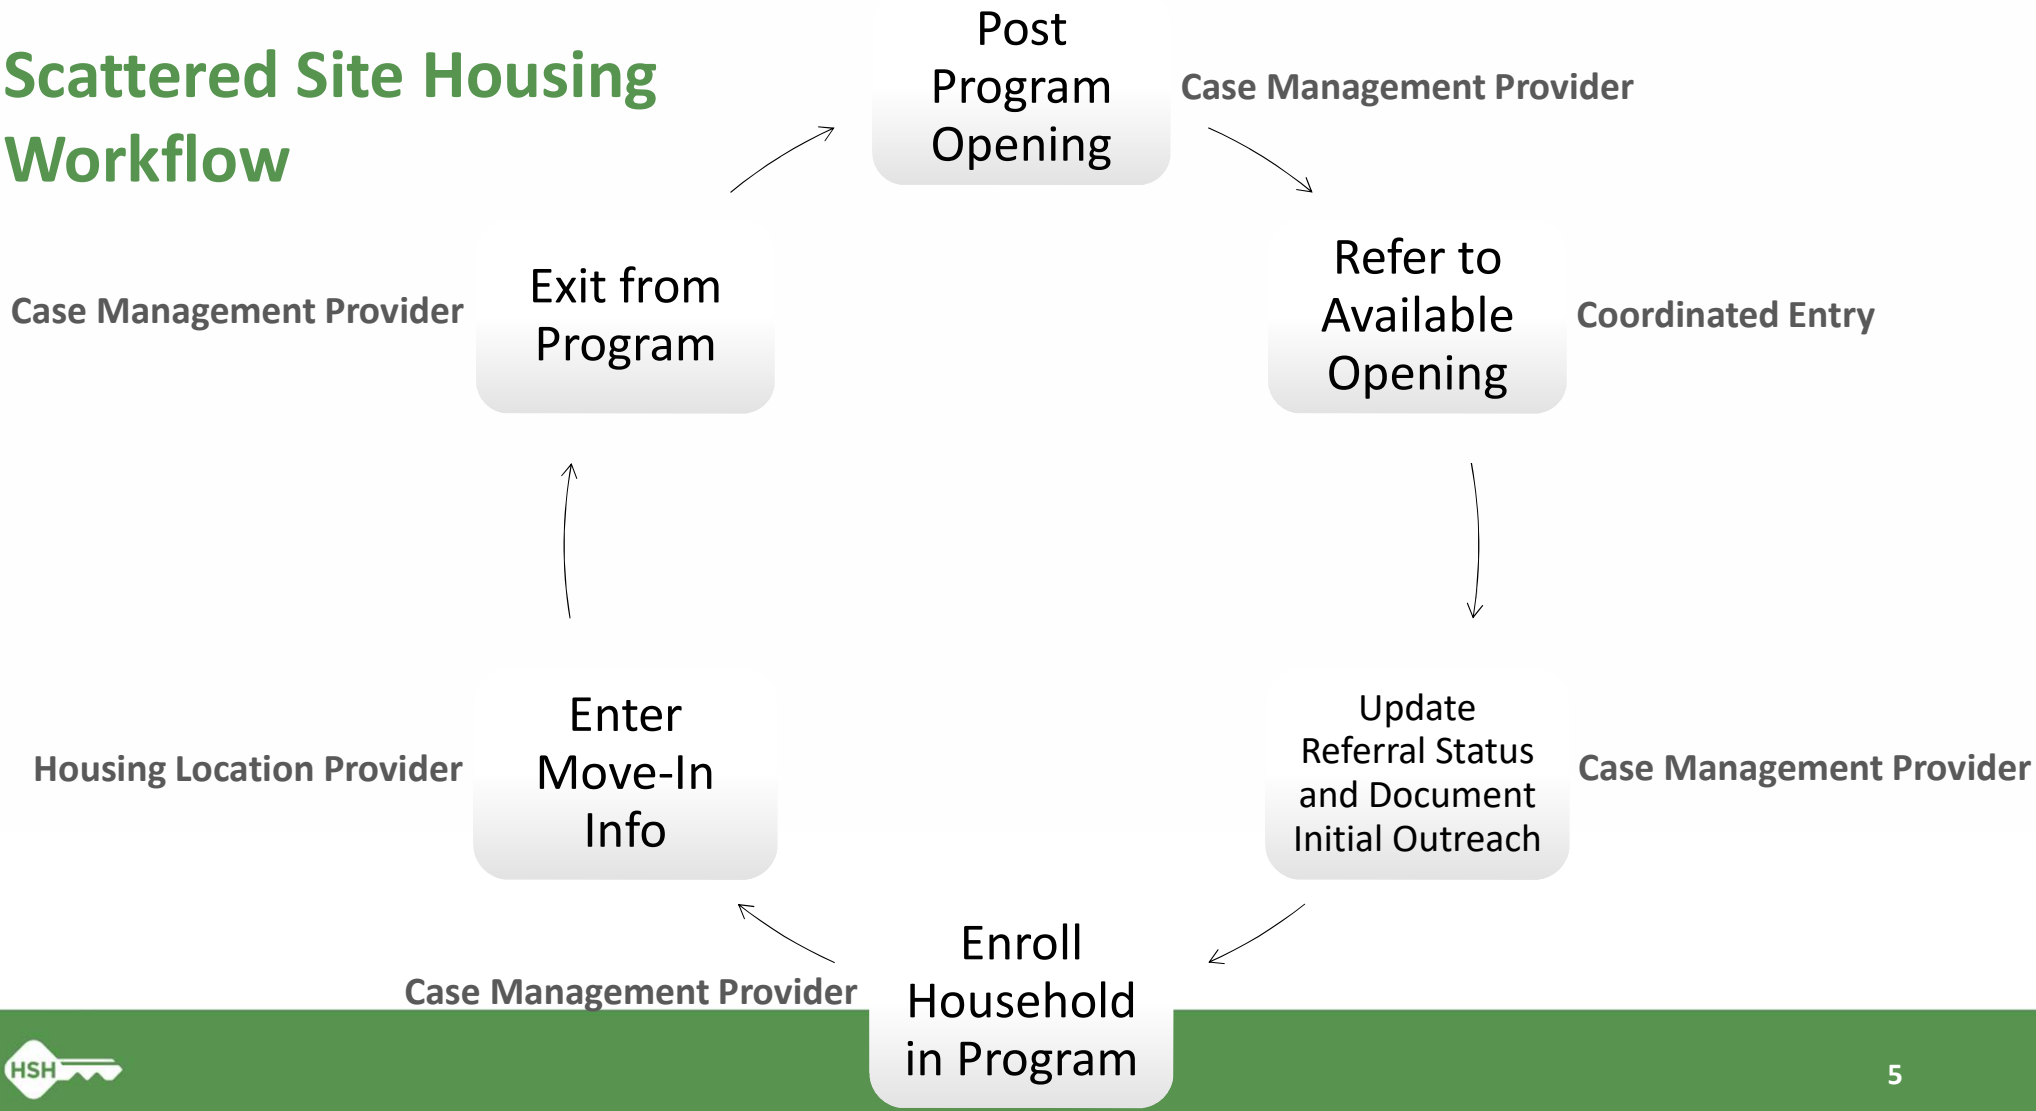 Scattered Site Housing
Workflow
Post
Program
Opening
Case Management Provider
Refer to
Available
Opening
Coordinated Entry
Update
Referral Status
and Document
Initial Outreach
Case Management Provider
Enroll
Household
in Program
Case Management Provider
Enter
Move-In
Info
Housing Location Provider
Exit from
Program
Case Management Provider
HSH
5